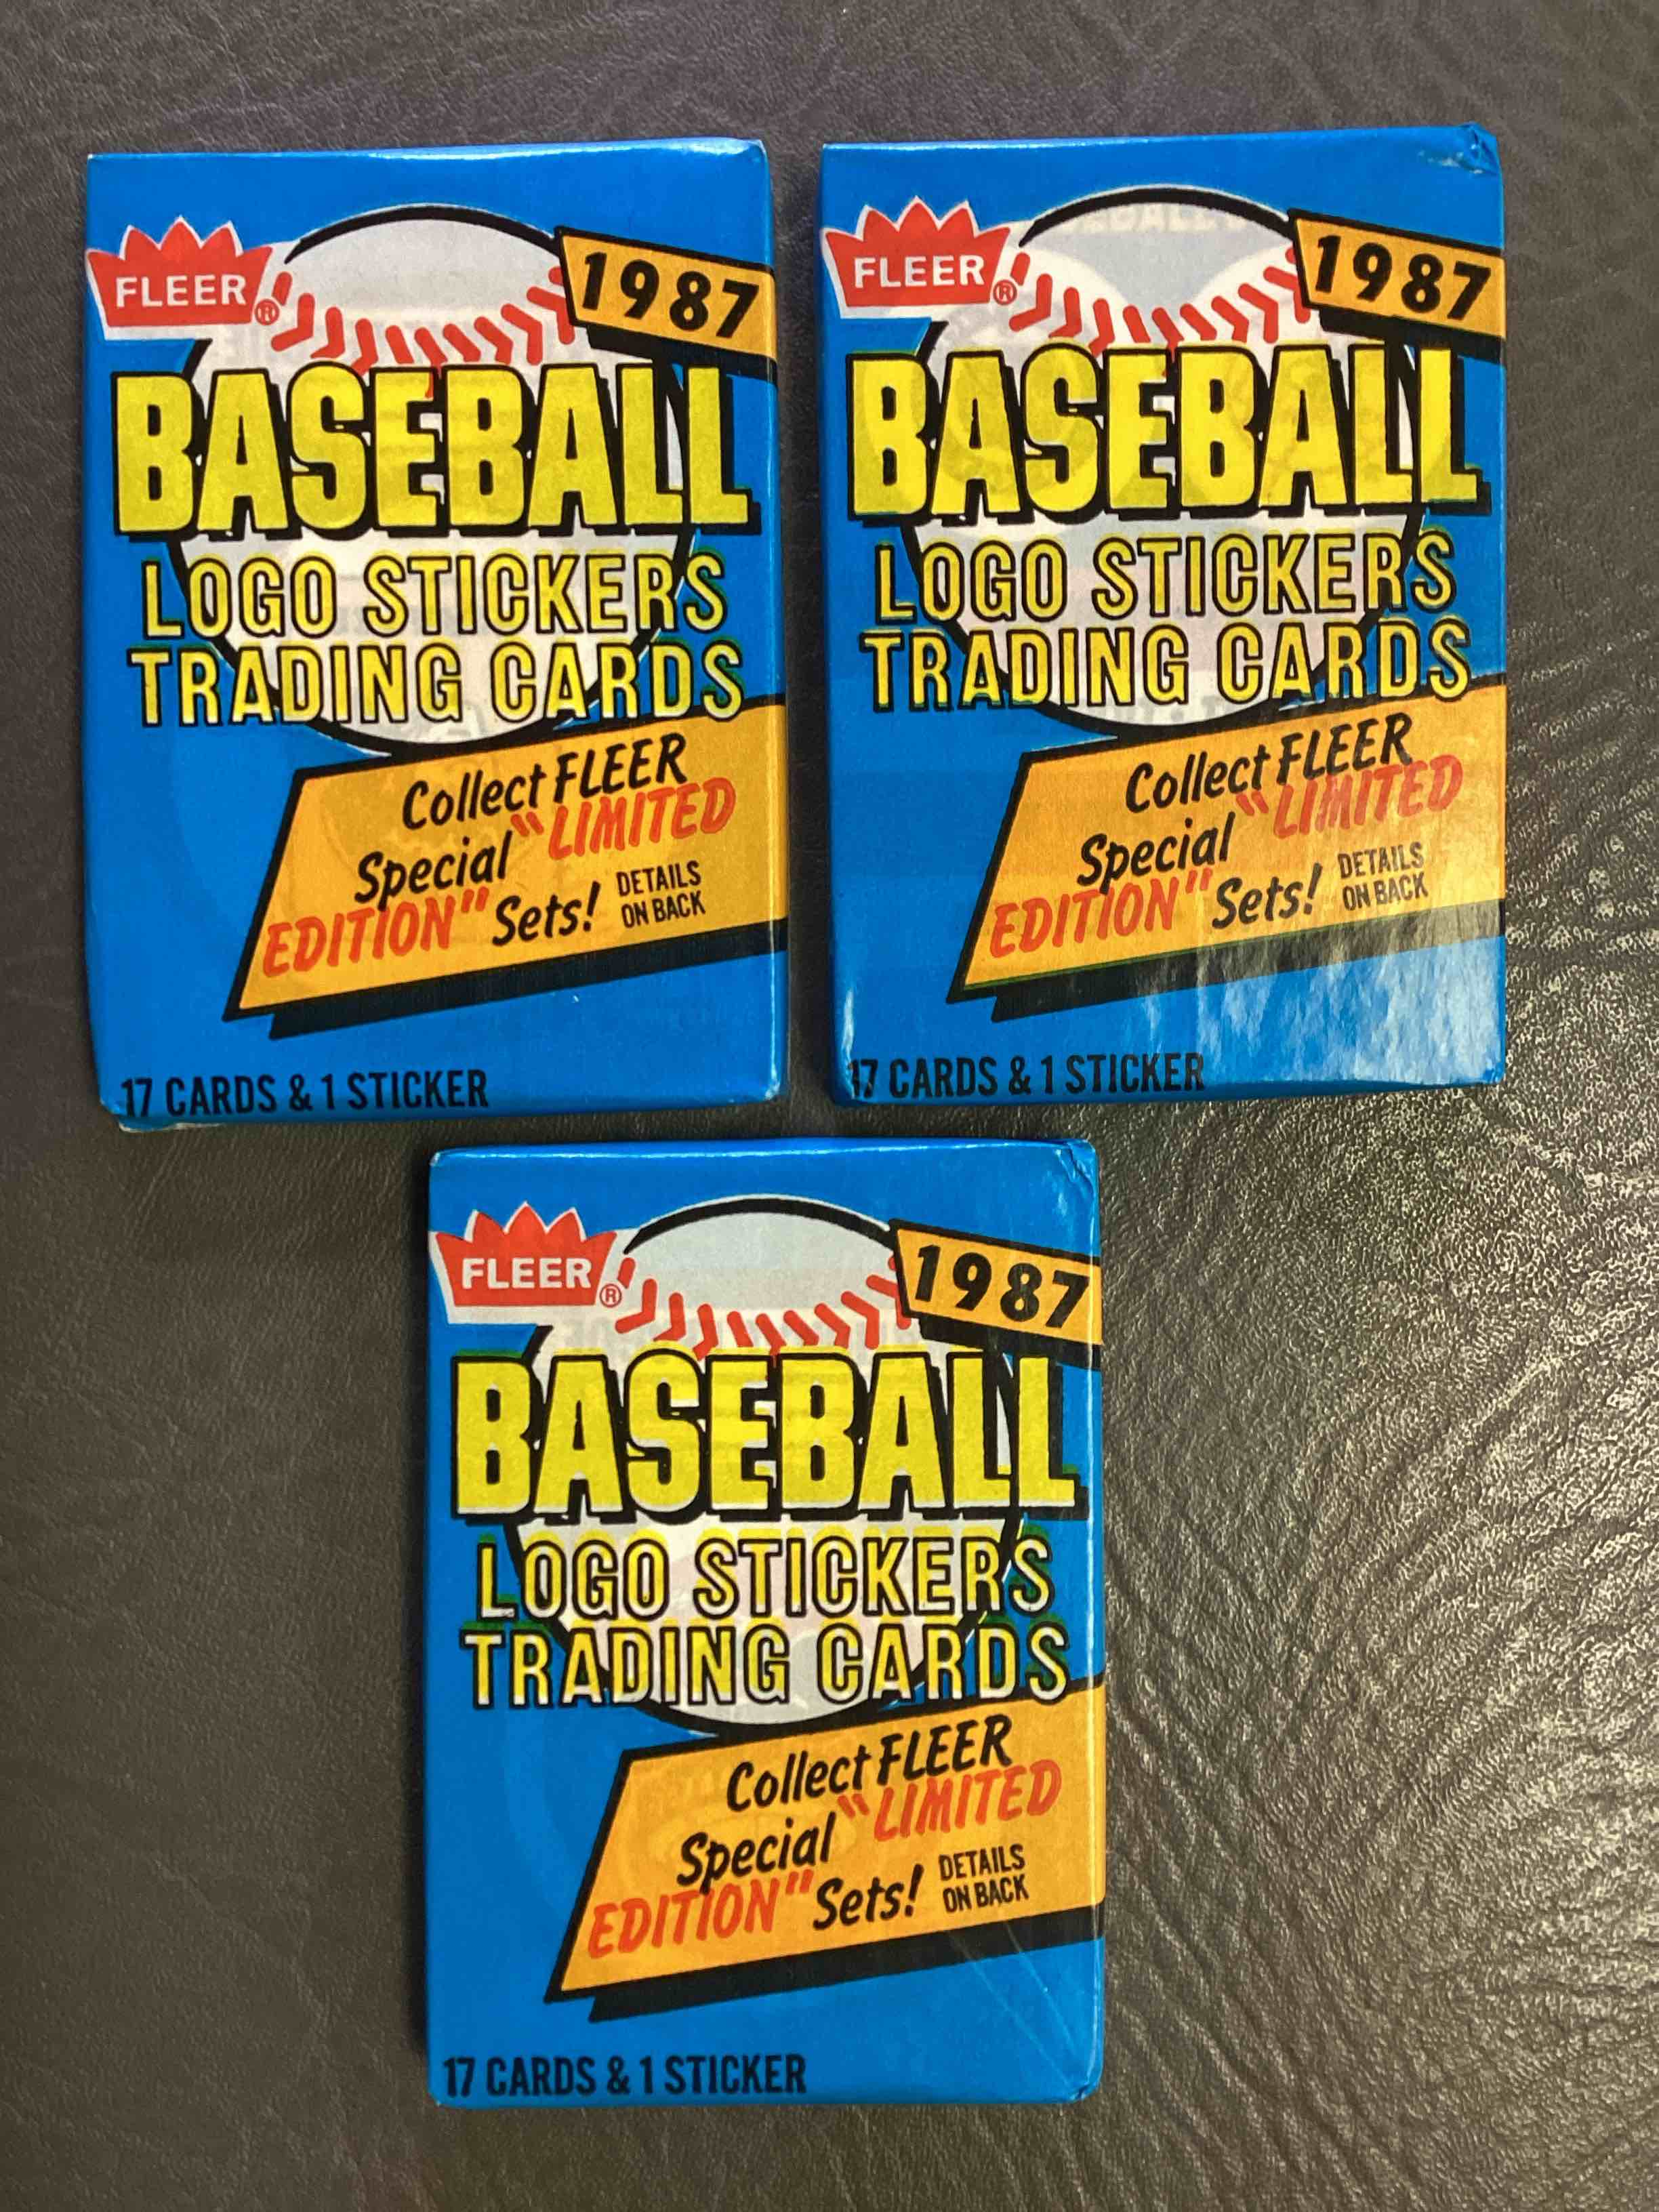 FLEER®
1987
BASEBALL
LOGO STICKERS
TRADING CARDS
Collect FLEER
Special "LIMITED
EDITION" Sets!
DETAILS
ON BACK
17 CARDS & 1 STICKER
FLEER®
1987
BASEBALL
LOGO STICKERS
TRADING CARDS
Collect FLEER
Special "LIMITED
EDITION" Sets!
DETAILS
ON BACK
17 CARDS & 1 STICKER
FLEER®
1987
BASEBALL
LOGO STICKERS
TRADING CARDS
Collect FLEER
Special "LIMITED
EDITION" Sets!
DETAILS
ON BACK
17 CARDS & 1 STICKER